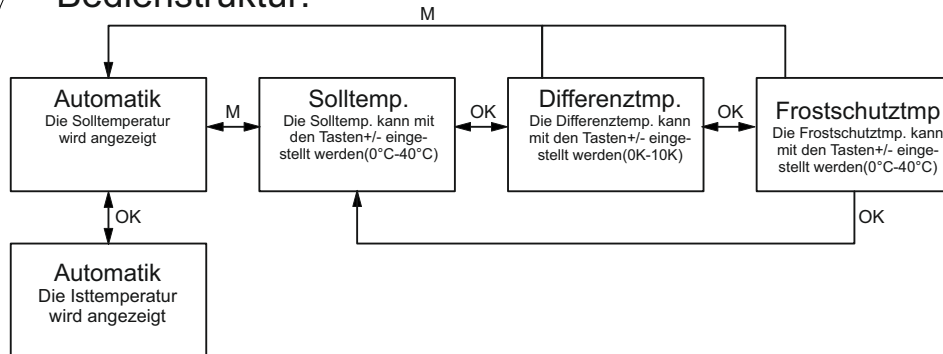 Bedienstruktur:
M
Automatik
Die Solltemperatur
wird angezeigt
M
Solltemp.
Die Solltemp. kann mit
den Tasten+/- einge-
stellt werden(0°C-40°C)
OK
Differenztmp.
Die Differenztemp. kann
mit den Tasten+/- einge-
stellt werden(0K-10K)
OK
Frostschutztmp
Die Frostschutztmp. kann
mit den Tasten+/- einge-
stellt werden(0°C-40°C)
OK
OK
Automatik
Die Isttemperatur
wird angezeigt